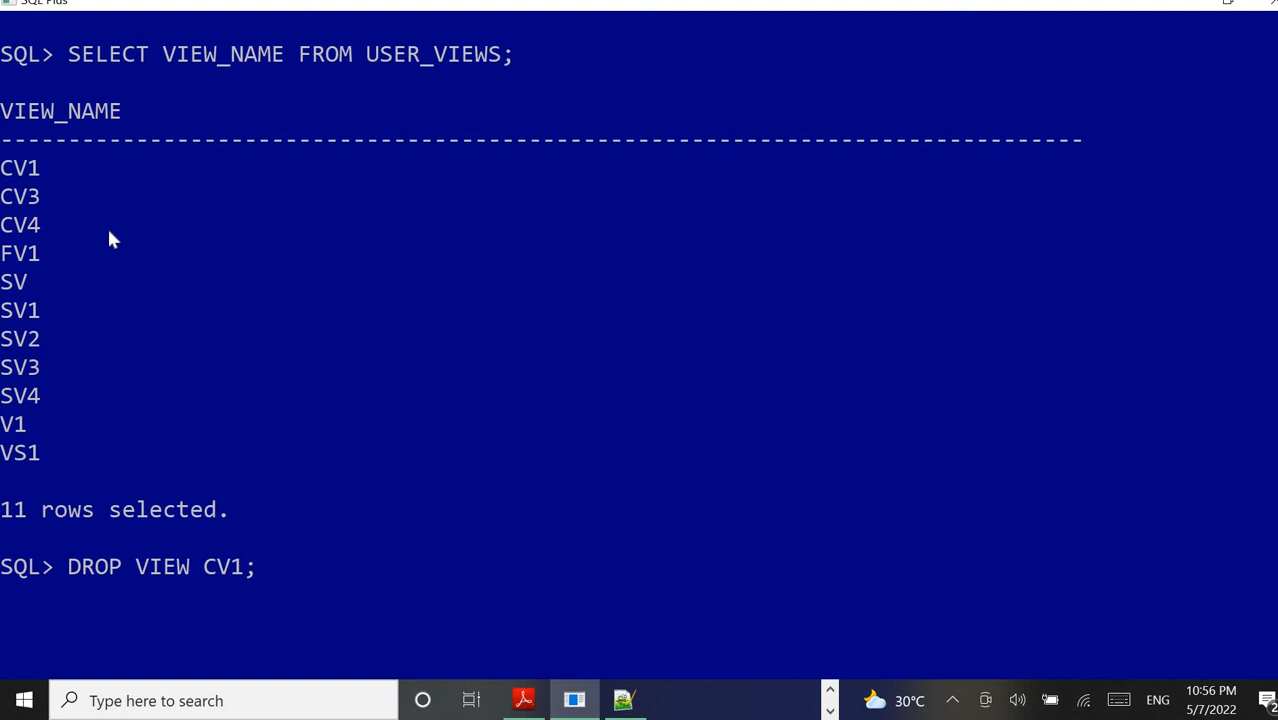 SQL Plus
SQL> SELECT VIEW_NAME FROM USER_VIEWS;
VIEW_NAME
--------------------------------------------------------------------------------
CV1
CV3
CV4
FV1
SV
SV1
SV2
SV3
SV4
V1
VS1
11 rows selected.
SQL> DROP VIEW CV1;
Type here to search
30°C
ENG
10:56 PM
5/7/2022
2